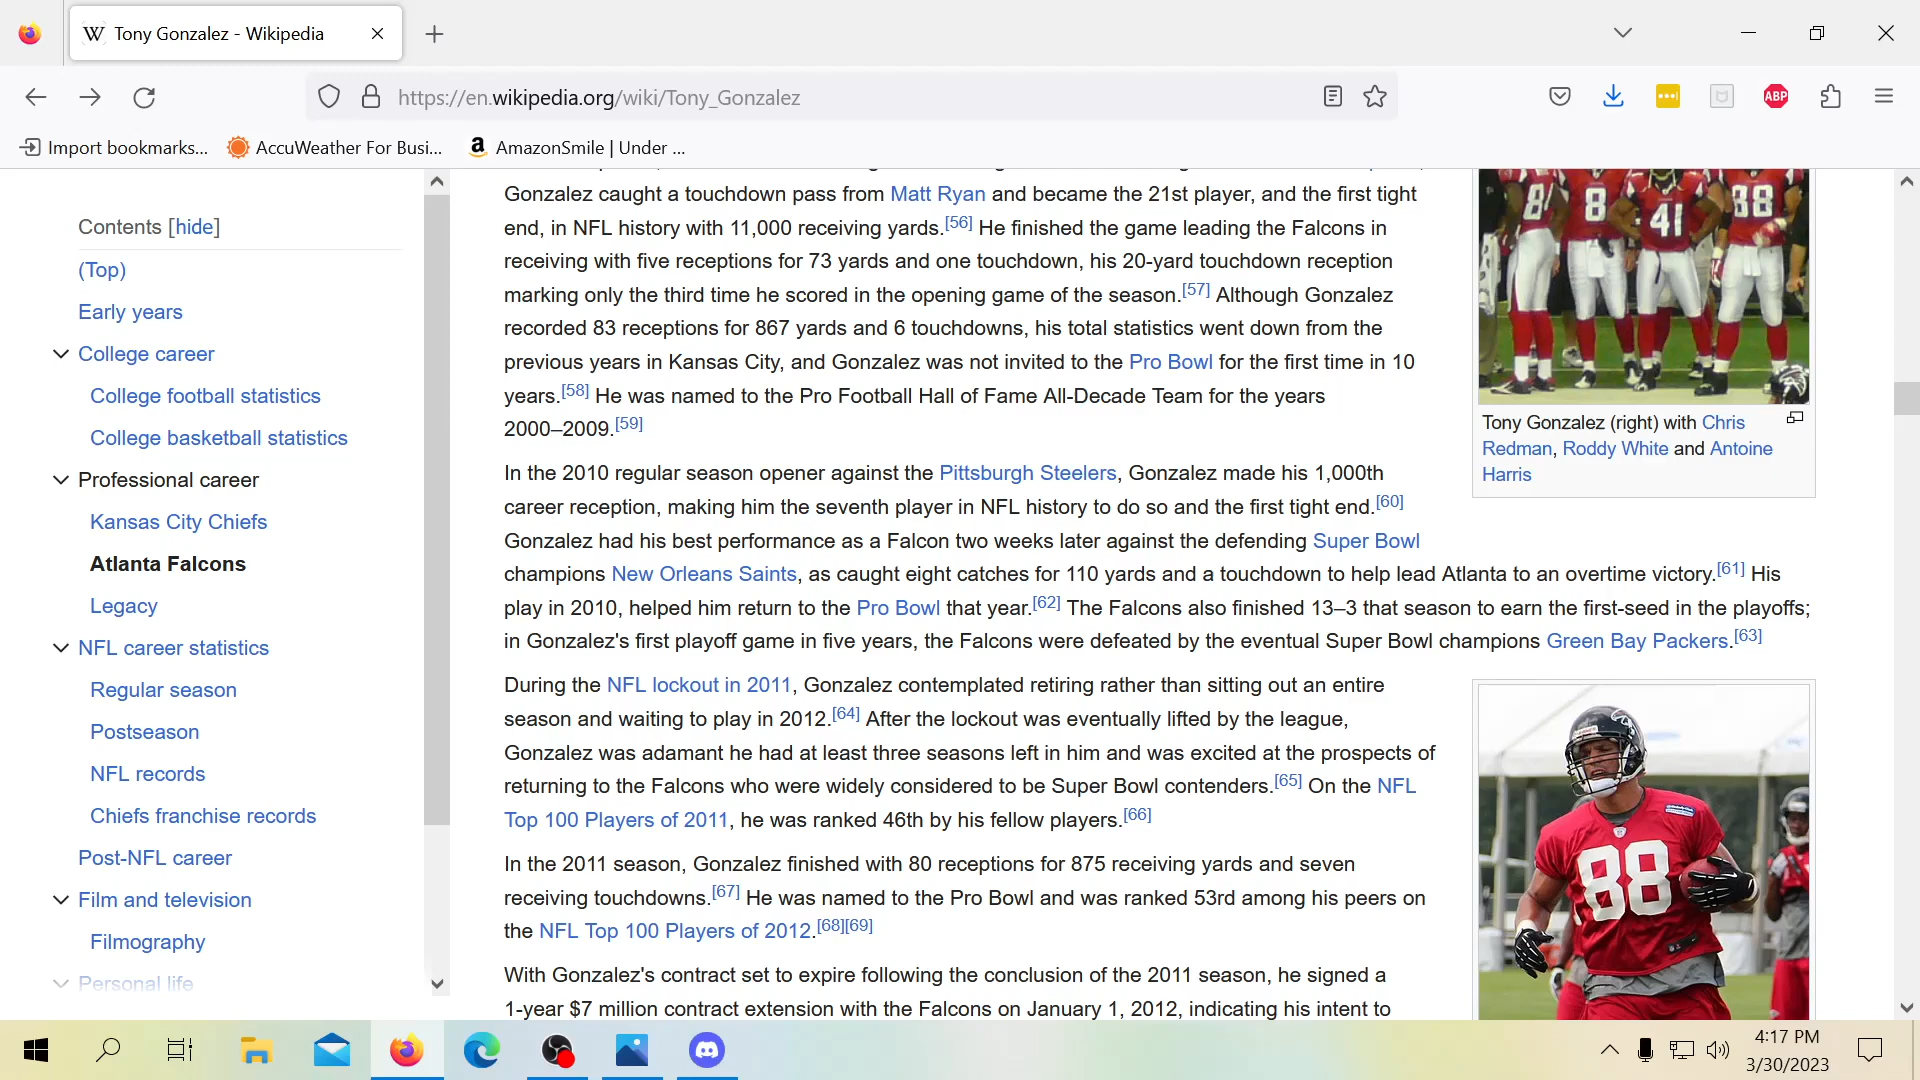 Tony Gonzalez - Wikipedia
https://en.wikipedia.org/wiki/Tony_Gonzalez
ABP
Import bookmarks...
AccuWeather For Busi...
AmazonSmile | Under ...
Contents [hide]
(Top)
Early years
College career
College football statistics
College basketball statistics
Professional career
Kansas City Chiefs
Atlanta Falcons
Legacy
NFL career statistics
Regular season
Postseason
NFL records
Chiefs franchise records
Post-NFL career
Film and television
Filmography
Personal life
Gonzalez caught a touchdown pass from Matt Ryan and became the 21st player, and the first tight
end, in NFL history with 11,000 receiving yards.[56] He finished the game leading the Falcons in
receiving with five receptions for 73 yards and one touchdown, his 20-yard touchdown reception
marking only the third time he scored in the opening game of the season.[57] Although Gonzalez
recorded 83 receptions for 867 yards and 6 touchdowns, his total statistics went down from the
previous years in Kansas City, and Gonzalez was not invited to the Pro Bowl for the first time in 10
years.[58] He was named to the Pro Football Hall of Fame All-Decade Team for the years
2000–2009.[59]
In the 2010 regular season opener against the Pittsburgh Steelers, Gonzalez made his 1,000th
career reception, making him the seventh player in NFL history to do so and the first tight end.[60]
Gonzalez had his best performance as a Falcon two weeks later against the defending Super Bowl
champions New Orleans Saints, as caught eight catches for 110 yards and a touchdown to help lead Atlanta to an overtime victory.[61] His
play in 2010, helped him return to the Pro Bowl that year.[62] The Falcons also finished 13–3 that season to earn the first-seed in the playoffs;
in Gonzalez's first playoff game in five years, the Falcons were defeated by the eventual Super Bowl champions Green Bay Packers.[63]
During the NFL lockout in 2011, Gonzalez contemplated retiring rather than sitting out an entire
season and waiting to play in 2012.[64] After the lockout was eventually lifted by the league,
Gonzalez was adamant he had at least three seasons left in him and was excited at the prospects of
returning to the Falcons who were widely considered to be Super Bowl contenders.[65] On the NFL
Top 100 Players of 2011, he was ranked 46th by his fellow players.[66]
In the 2011 season, Gonzalez finished with 80 receptions for 875 receiving yards and seven
receiving touchdowns.[67] He was named to the Pro Bowl and was ranked 53rd among his peers on
the NFL Top 100 Players of 2012.[68][69]
With Gonzalez's contract set to expire following the conclusion of the 2011 season, he signed a
1-year $7 million contract extension with the Falcons on January 1, 2012, indicating his intent to
8
41
88
Tony Gonzalez (right) with Chris
Redman, Roddy White and Antoine
Harris
88
4:17 PM
3/30/2023